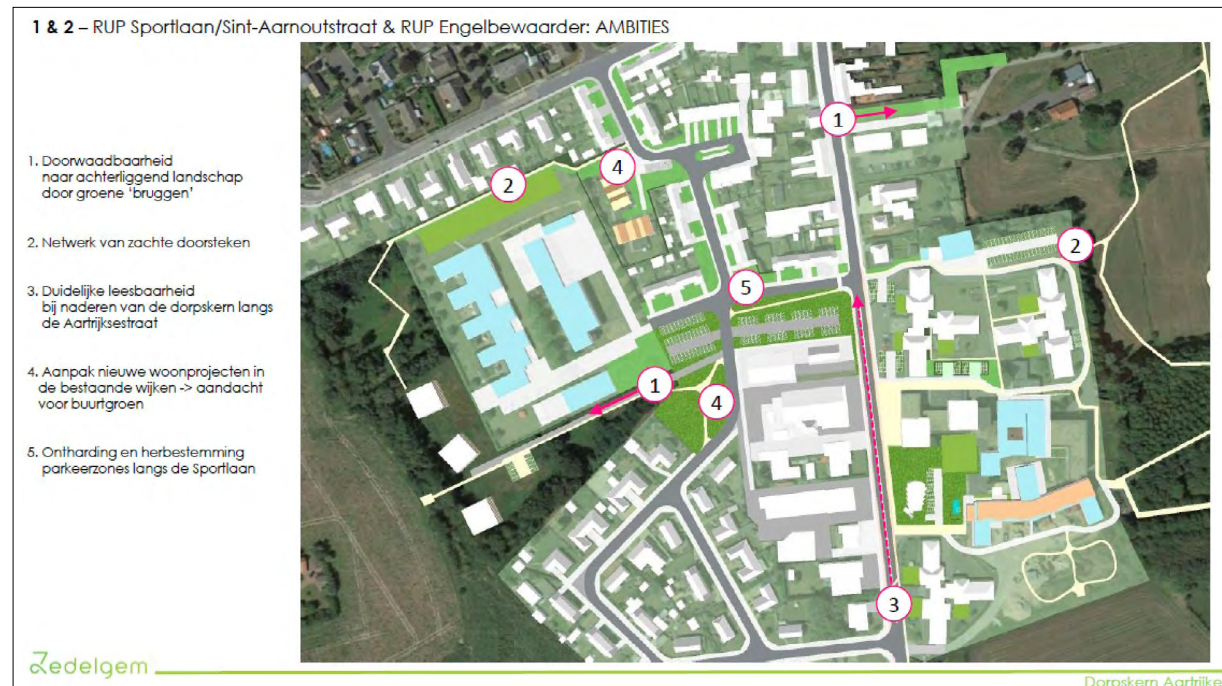 1 & 2 – RUP Sportlaan/Sint-Aarnoutstraat & RUP Engelbewaarder: AMBITIES
1. Doorwaadbaarheid
naar achterliggend landschap
door groene ‘bruggen’
2. Netwerk van zachte doorsteken
3. Duidelijke leesbaarheid
bij naderen van de dorpskern langs
de Aartrijksestraat
4. Aanpak nieuwe woonprojecten in
de bestaande wijken -> aandacht
voor buurtgroen
5. Ontharding en herbestemming
parkeerzones langs de Sportlaan
1
4
2
2
5
1
4
3
Zedelgem
Dorpskern Aartrijke